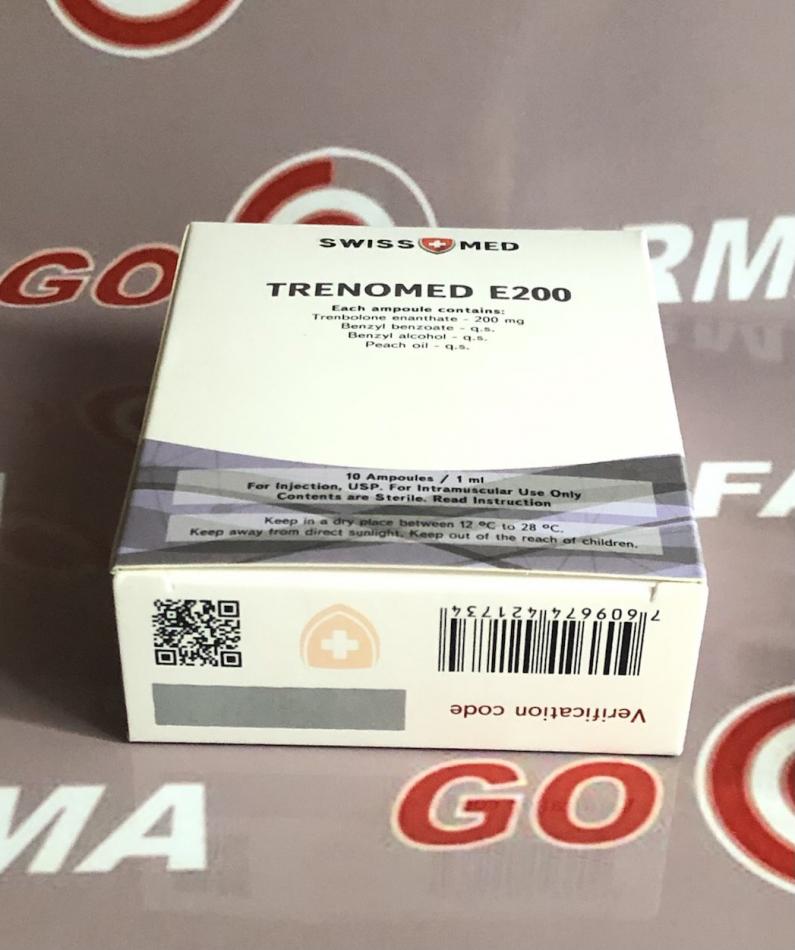 GO
RM
SWISS MED
TRENOMED E200
Each ampoule contains:
Trenbolone enanthate - 200 mg
Benzyl benzoate - q.s.
Benzyl alcohol - q.s.
Peach oil - q.s.
FA
10 Ampoules / 1 ml
For Injection, USP. For Intramuscular Use Only
Contents are Sterile. Read Instruction
Keep in a dry place between 12 ºC to 28 ºC.
Keep away from direct sunlight. Keep out of the reach of children.
7609674421734
Verification code
MA
GO